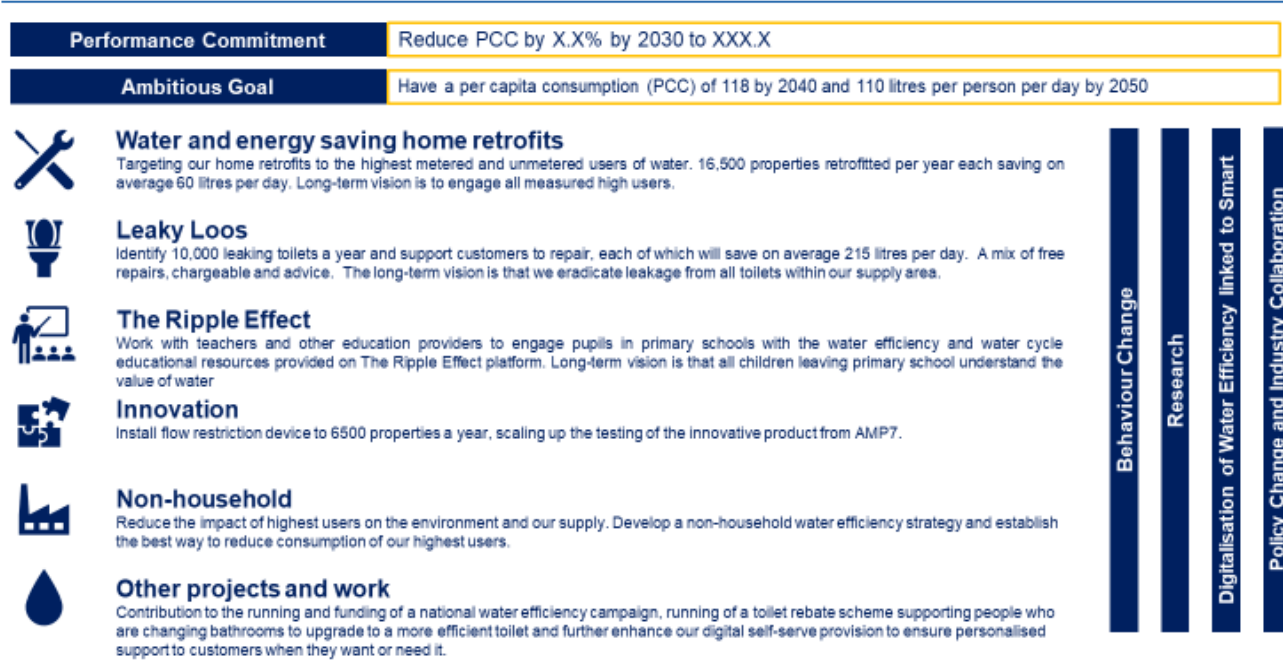 Performance Commitment
Reduce PCC by X.X% by 2030 to XXX.X
Ambitious Goal
Have a per capita consumption (PCC) of 118 by 2040 and 110 litres per person per day by 2050
Water and energy saving home retrofits
Targeting our home retrofits to the highest metered and unmetered users of water. 16,500 properties retrofitted per year each saving on
average 60 litres per day. Long-term vision is to engage all measured high users.
Leaky Loos
Identify 10,000 leaking toilets a year and support customers to repair, each of which will save on average 215 litres per day. A mix of free
repairs, chargeable and advice. The long-term vision is that we eradicate leakage from all toilets within our supply area.
The Ripple Effect
Work with teachers and other education providers to engage pupils in primary schools with the water efficiency and water cycle
educational resources provided on The Ripple Effect platform. Long-term vision is that all children leaving primary school understand the
value of water
Innovation
Install flow restriction device to 6500 properties a year, scaling up the testing of the innovative product from AMP7.
Non-household
Reduce the impact of highest users on the environment and our supply. Develop a non-household water efficiency strategy and establish
the best way to reduce consumption of our highest users.
Other projects and work
Contribution to the running and funding of a national water efficiency campaign, running of a toilet rebate scheme supporting people who
are changing bathrooms to upgrade to a more efficient toilet and further enhance our digital self-serve provision to ensure personalised
support to customers when they want or need it.
Behaviour Change
Research
Digitalisation of Water Efficiency linked to Smart
Policy Change and Industry Collaboration